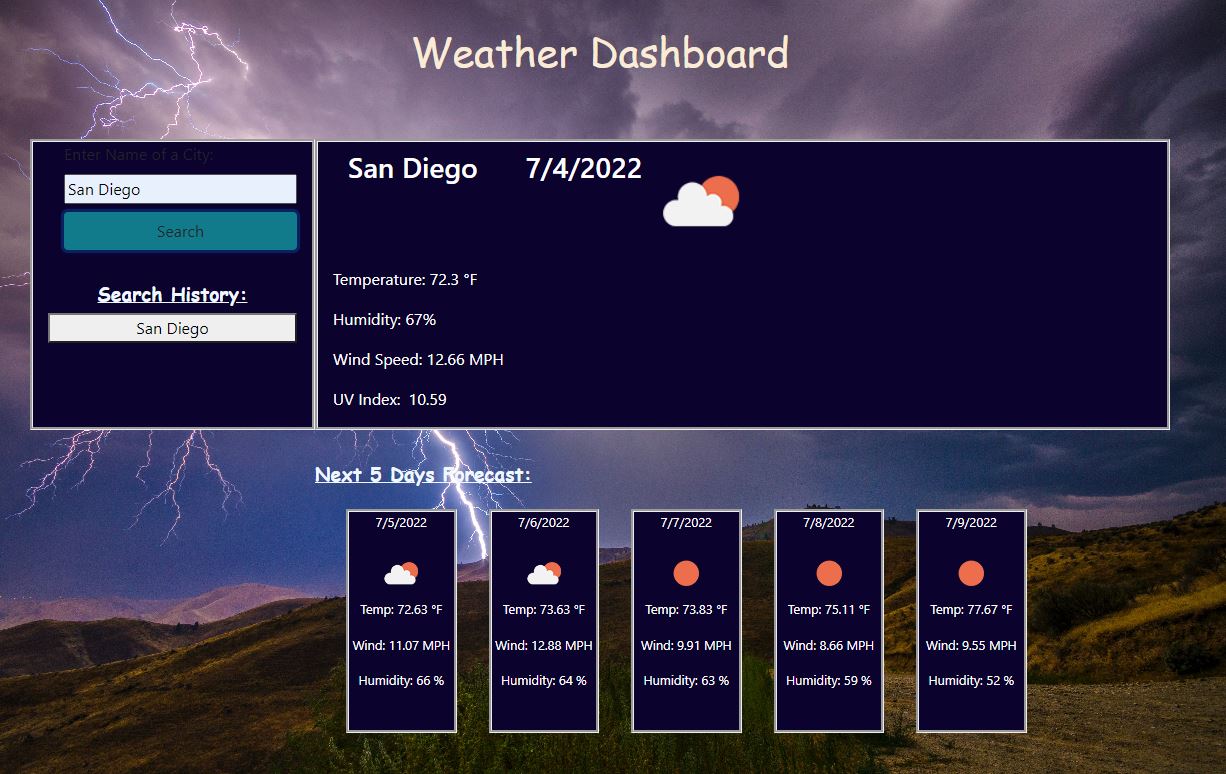 Weather Dashboard
Enter Name of a City:
San Diego
Search
Search History:
San Diego
San Diego 7/4/2022
Temperature: 72.3 °F
Humidity: 67%
Wind Speed: 12.66 MPH
UV Index: 10.59
Next 5 Days Forecast:
7/5/2022
Temp: 72.63 °F
Wind: 11.07 MPH
Humidity: 66 %
7/6/2022
Temp: 73.63 °F
Wind: 12.88 MPH
Humidity: 64 %
7/7/2022
Temp: 73.83 °F
Wind: 9.91 MPH
Humidity: 63 %
7/8/2022
Temp: 75.11 °F
Wind: 8.66 MPH
Humidity: 59 %
7/9/2022
Temp: 77.67 °F
Wind: 9.55 MPH
Humidity: 52 %